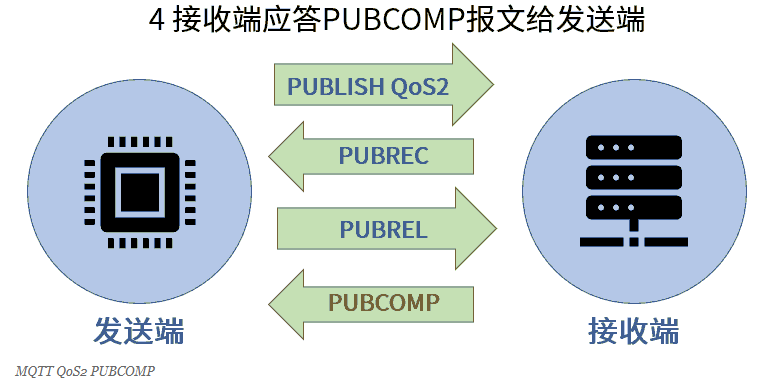 4 接收端应答PUBCOMP报文给发送端
PUBLISH QoS2
PUBREC
PUBREL
PUBCOMP
发送端
接收端
MQTT QoS2 PUBCOMP